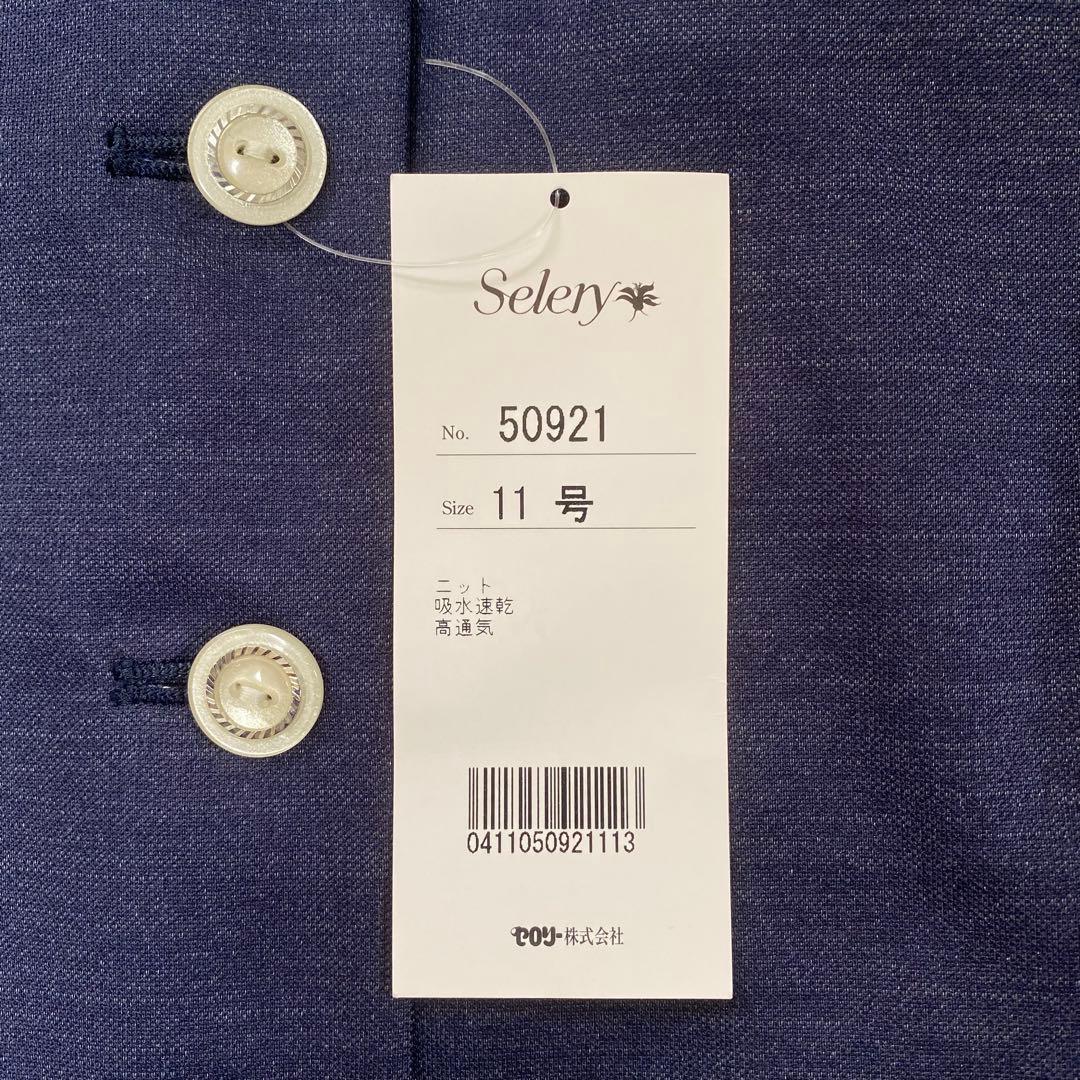 Selery
No. 50921
Size 11 号
ニット
吸水速乾
高通気
0411050921113
セロリー株式会社